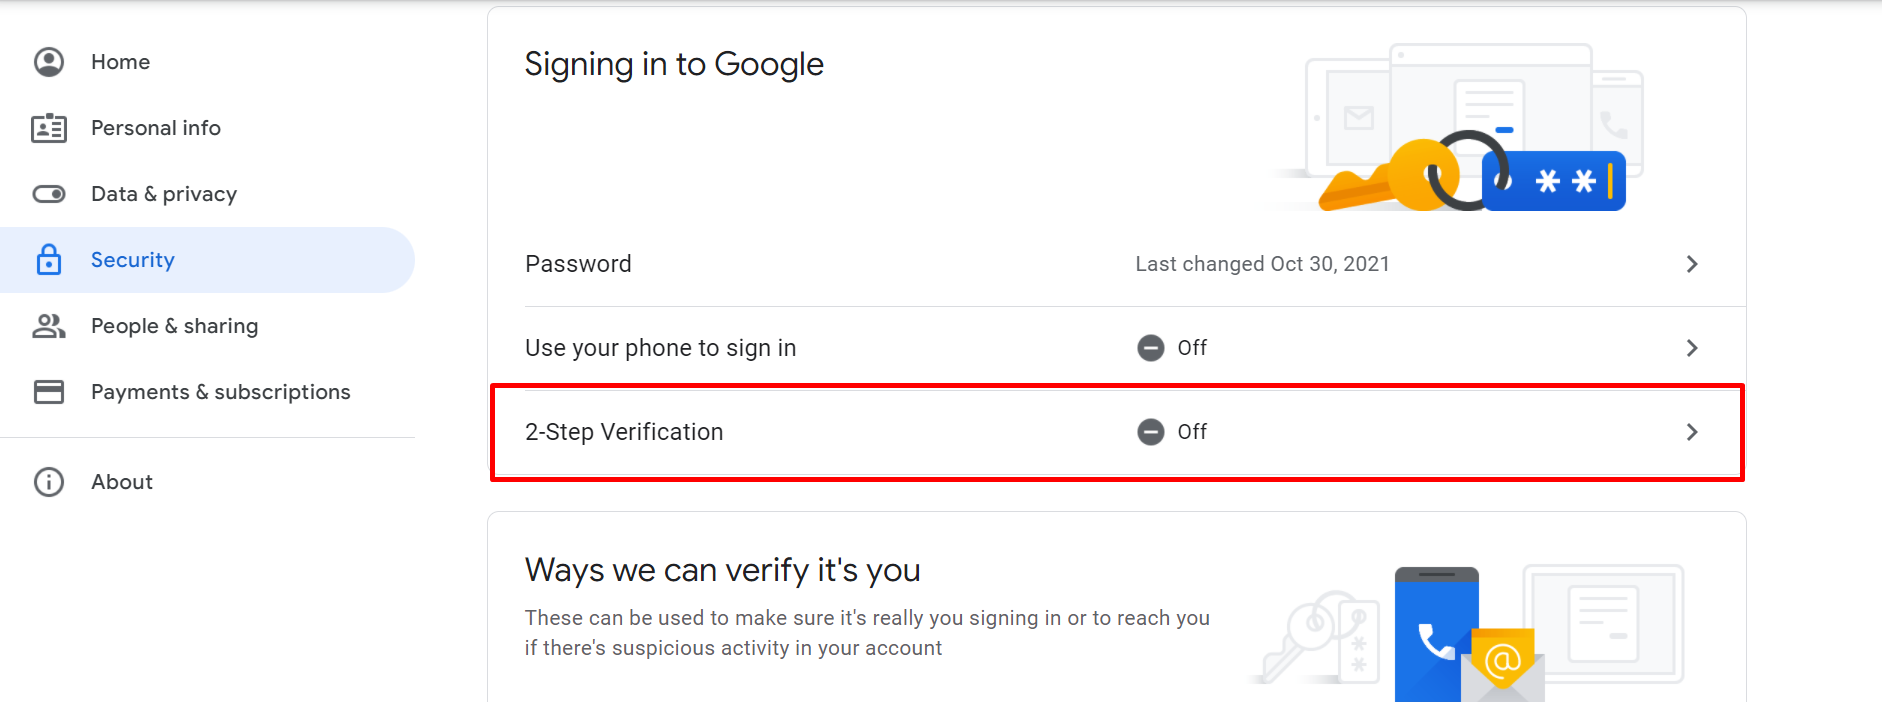 Home
Personal info
Data & privacy
Security
People & sharing
Payments & subscriptions
About
Signing in to Google
**
Password
Last changed Oct 30, 2021
Use your phone to sign in
Off
2-Step Verification
Off
Ways we can verify it's you
These can be used to make sure it's really you signing in or to reach you
if there's suspicious activity in your account
*
*
@